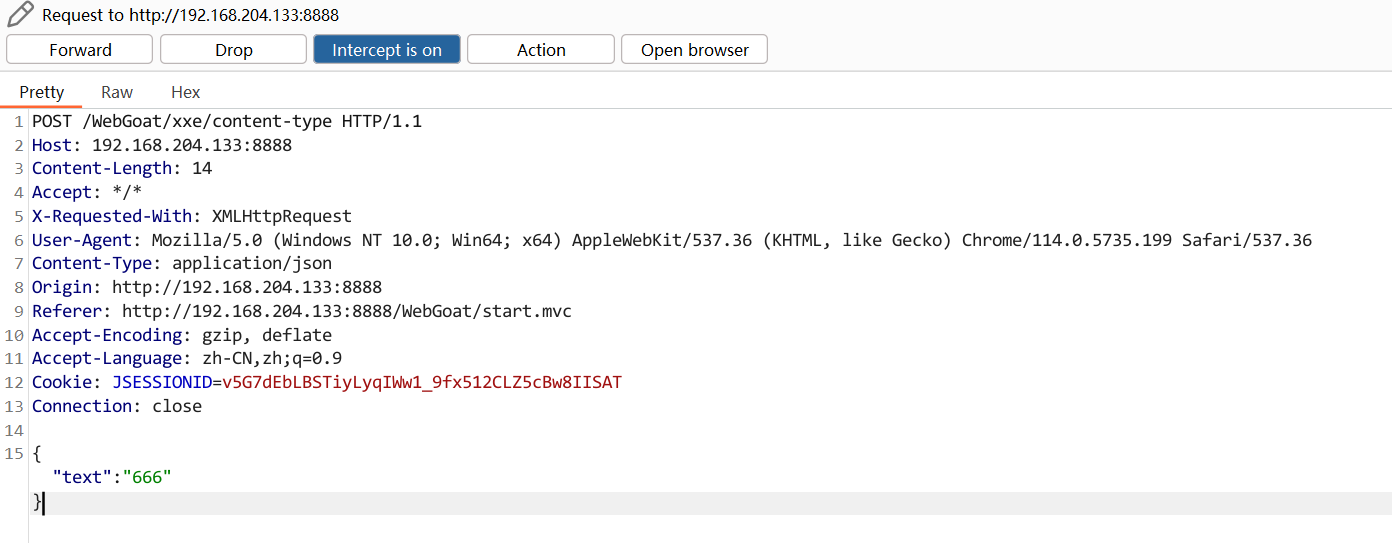 Request to http://192.168.204.133:8888
Forward Drop Intercept is on Action Open browser
Pretty Raw Hex
1 POST /WebGoat/xxe/content-type HTTP/1.1
2 Host: 192.168.204.133:8888
3 Content-Length: 14
4 Accept: */*
5 X-Requested-With: XMLHttpRequest
6 User-Agent: Mozilla/5.0 (Windows NT 10.0; Win64; x64) AppleWebKit/537.36 (KHTML, like Gecko) Chrome/114.0.5735.199 Safari/537.36
7 Content-Type: application/json
8 Origin: http://192.168.204.133:8888
9 Referer: http://192.168.204.133:8888/WebGoat/start.mvc
10 Accept-Encoding: gzip, deflate
11 Accept-Language: zh-CN,zh;q=0.9
12 Cookie: JSESSIONID=v5G7dEbLBSTiyLyqIWw1_9fx512CLZ5cBw8IISAT
13 Connection: close
14
15 {
"text":"666"
}